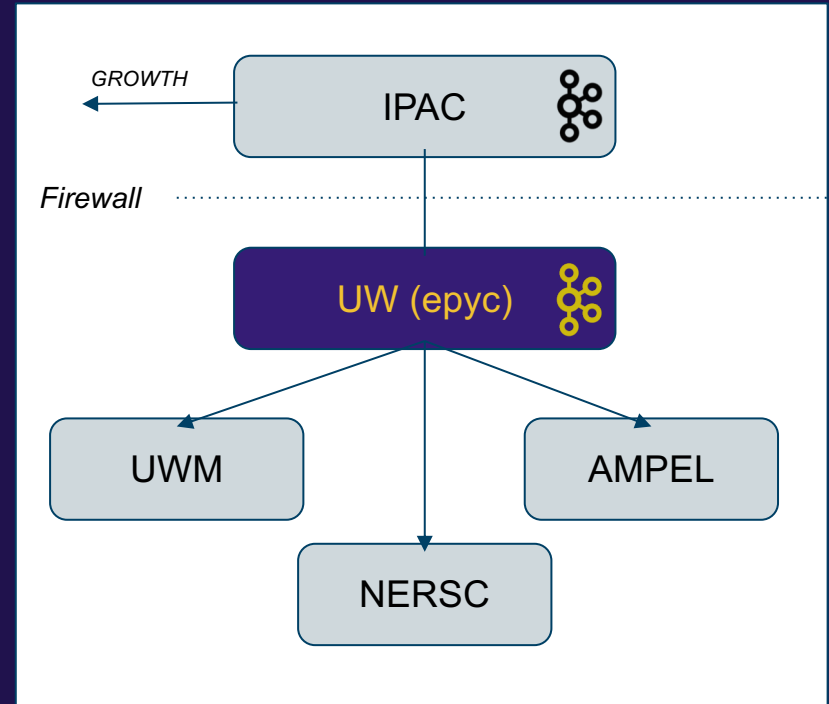 GROWTH
IPAC
Firewall
UW (epyc)
UWM
AMPEL
NERSC